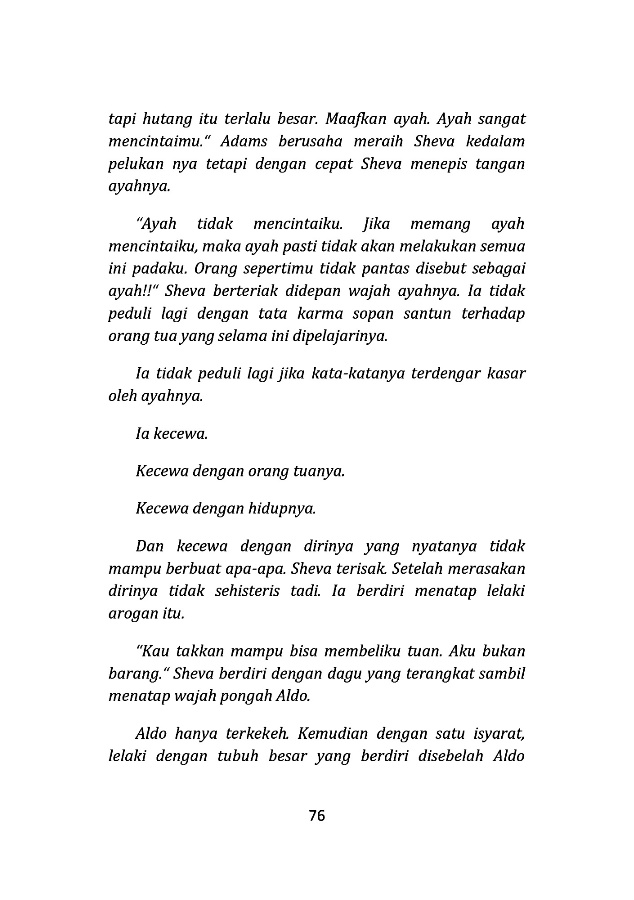 tapi hutang itu terlalu besar. Maafkan ayah. Ayah sangat
mencintaimu.“ Adams berusaha meraih Sheva kedalam
pelukan nya tetapi dengan cepat Sheva menepis tangan
ayahnya.
“Ayah tidak mencintaiku. Jika memang ayah
mencintaiku, maka ayah pasti tidak akan melakukan semua
ini padaku. Orang sepertimu tidak pantas disebut sebagai
ayah!!“ Sheva berteriak didepan wajah ayahnya. Ia tidak
peduli lagi dengan tata karma sopan santun terhadap
orang tua yang selama ini dipelajarinya.
Ia tidak peduli lagi jika kata-katanya terdengar kasar
oleh ayahnya.
Ia kecewa.
Kecewa dengan orang tuanya.
Kecewa dengan hidupnya.
Dan kecewa dengan dirinya yang nyatanya tidak
mampu berbuat apa-apa. Sheva terisak. Setelah merasakan
dirinya tidak sehisteris tadi. Ia berdiri menatap lelaki
arogan itu.
“Kau takkan mampu bisa membeliku tuan. Aku bukan
barang.“ Sheva berdiri dengan dagu yang terangkat sambil
menatap wajah pongah Aldo.
Aldo hanya terkekeh. Kemudian dengan satu isyarat,
lelaki dengan tubuh besar yang berdiri disebelah Aldo
76